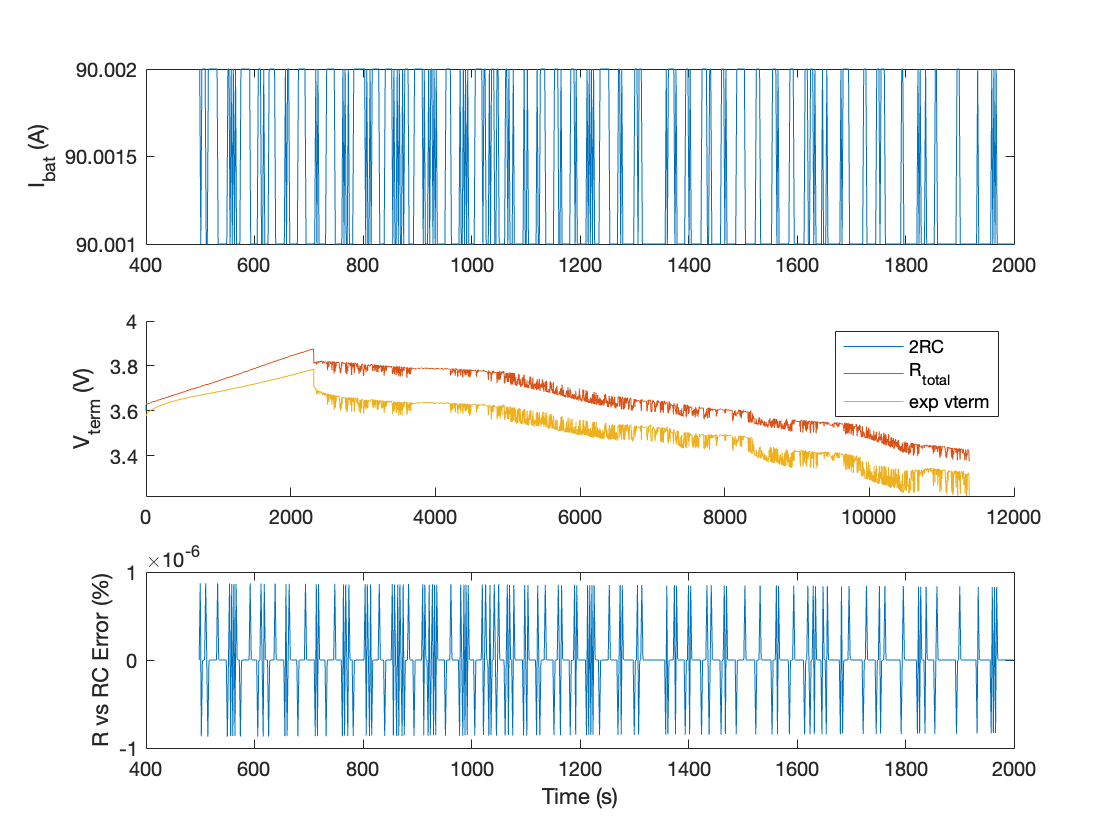 90.002
90.0015
90.001
I_bat (A)
400 600 800 1000 1200 1400 1600 1800 2000
4
3.8
3.6
3.4
V_term (V)
2RC
R_total
exp vterm
0 2000 4000 6000 8000 10000 12000
×10^-6
1
0
-1
R vs RC Error (%)
400 600 800 1000 1200 1400 1600 1800 2000
Time (s)